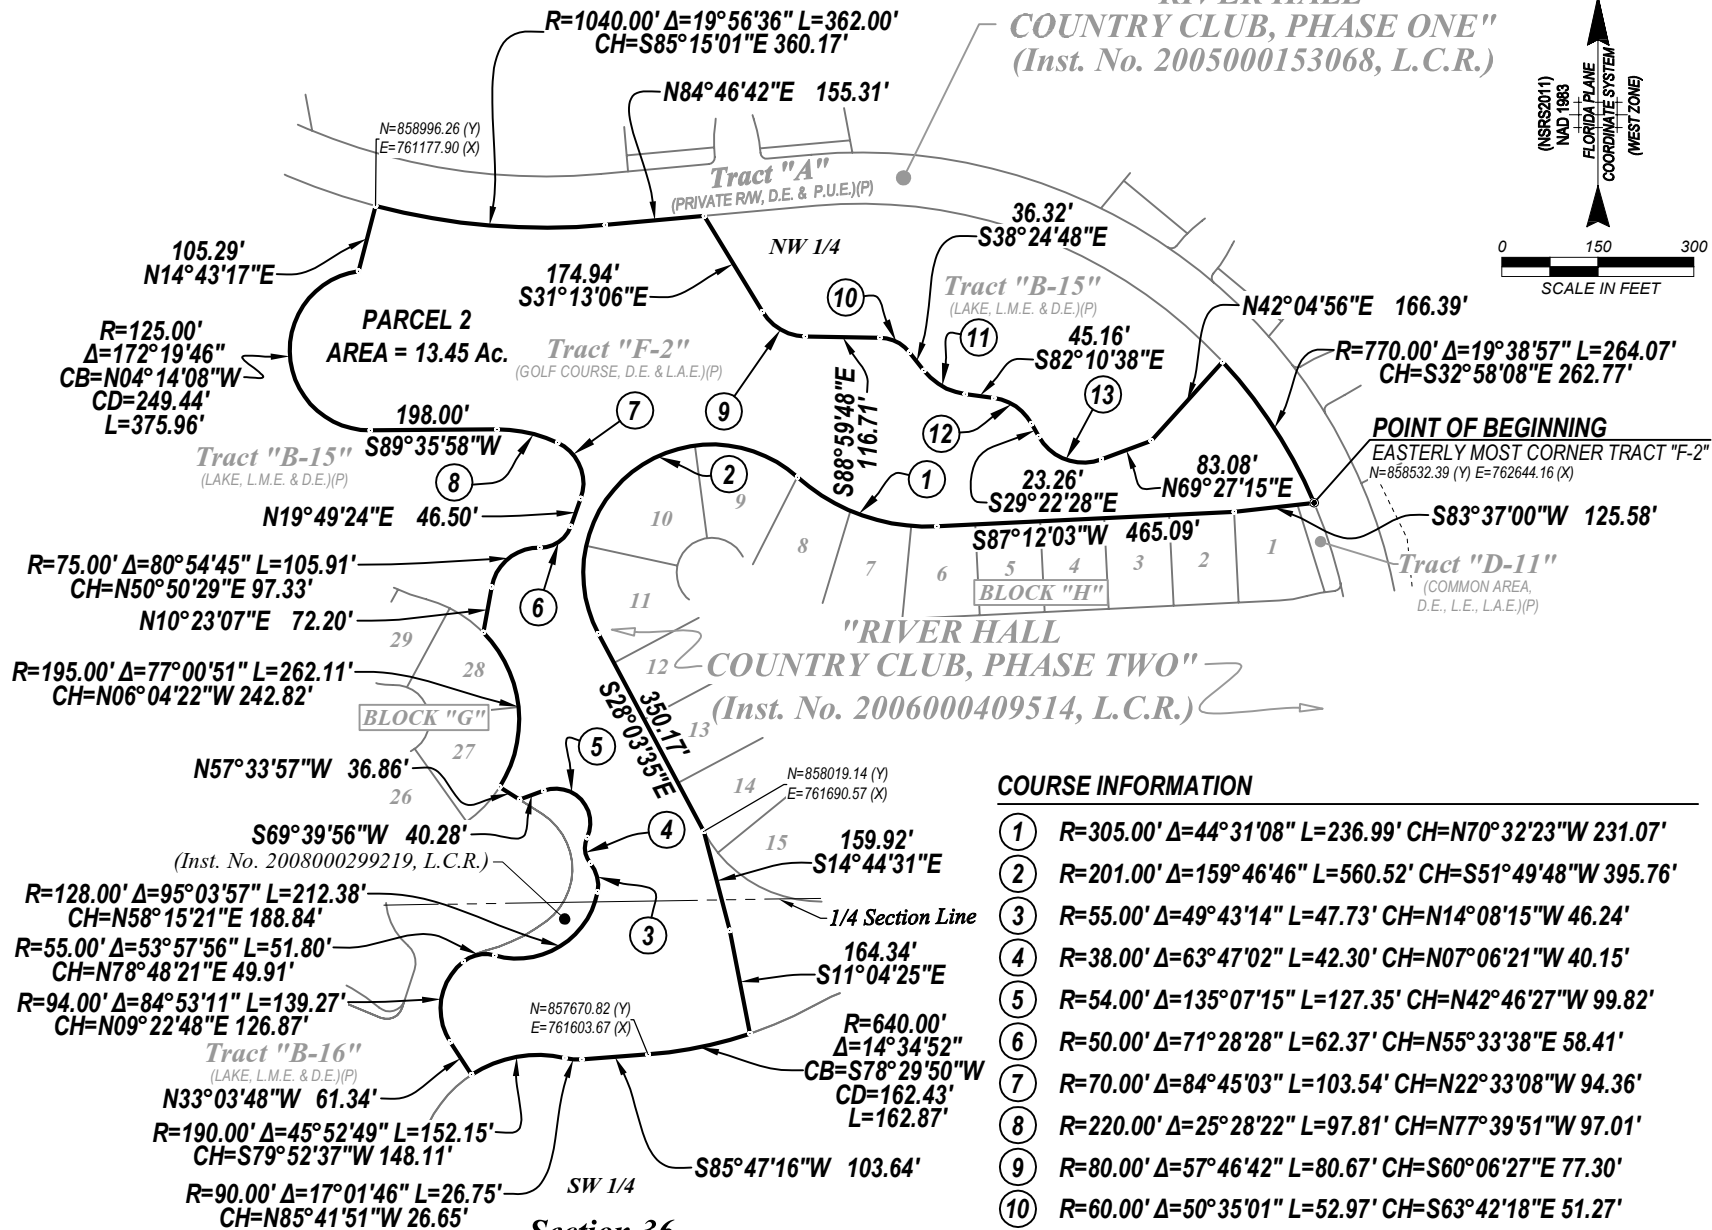 R=1040.00' Δ=19°56'36" L=362.00'
CH=S85°15'01"E 360.17'
N84°46'42"E 155.31'
"RIVER HALL
COUNTRY CLUB, PHASE ONE"
(Inst. No. 2005000153068, L.C.R.)
(NSRS2011)
NAD 1983
FLORIDA PLANE
COORDINATE SYSTEM
(WEST ZONE)
0 150 300
SCALE IN FEET
N=858996.26 (Y)
E=761177.90 (X)
Tract "A"
(PRIVATE R/W, D.E. & P.U.E.)(P)
NW 1/4
36.32'
S38°24'48"E
105.29'
N14°43'17"E
174.94'
S31°13'06"E
10
Tract "B-15"
(LAKE, L.M.E. & D.E.)(P)
N42°04'56"E 166.39'
R=125.00'
Δ=172°19'46"
CB=N04°14'08"W
CD=249.44'
L=375.96'
PARCEL 2
AREA = 13.45 Ac.
Tract "F-2"
(GOLF COURSE, D.E. & L.A.E.)(P)
11
45.16'
S82°10'38"E
R=770.00' Δ=19°38'57" L=264.07'
CH=S32°58'08"E 262.77'
198.00'
S89°35'58"W
7
9
S88°59'48"E
116.71'
12
13
POINT OF BEGINNING
EASTERLY MOST CORNER TRACT "F-2"
N=858532.39 (Y) E=762644.16 (X)
Tract "B-15"
(LAKE, L.M.E. & D.E.)(P)
8
2
1
23.26'
S29°22'28"E
83.08'
N69°27'15"E
N19°49'24"E 46.50'
S87°12'03"W 465.09'
S83°37'00"W 125.58'
9
10
11
12
13
14
15
8
7
6
5
4
3
2
1
BLOCK "H"
Tract "D-11"
(COMMON AREA,
D.E., L.E., L.A.E.)(P)
R=75.00' Δ=80°54'45" L=105.91'
CH=N50°50'29"E 97.33'
6
N10°23'07"E 72.20'
29
28
27
26
"RIVER HALL
COUNTRY CLUB, PHASE TWO"
(Inst. No. 2006000409514, L.C.R.)
R=195.00' Δ=77°00'51" L=262.11'
CH=N06°04'22"W 242.82'
BLOCK "G"
350.17'
S28°03'35"E
5
N57°33'57"W 36.86'
N=858019.14 (Y)
E=761690.57 (X)
S69°39'56"W 40.28'
4
(Inst. No. 2008000299219, L.C.R.)
159.92'
S14°44'31"E
R=128.00' Δ=95°03'57" L=212.38'
CH=N58°15'21"E 188.84'
3
1/4 Section Line
R=55.00' Δ=53°57'56" L=51.80'
CH=N78°48'21"E 49.91'
164.34'
S11°04'25"E
R=94.00' Δ=84°53'11" L=139.27'
CH=N09°22'48"E 126.87'
N=857670.82 (Y)
E=761603.67 (X)
Tract "B-16"
(LAKE, L.M.E. & D.E.)(P)
R=640.00'
Δ=14°34'52"
CB=S78°29'50"W
CD=162.43'
L=162.87'
N33°03'48"W 61.34'
R=190.00' Δ=45°52'49" L=152.15'
CH=S79°52'37"W 148.11'
S85°47'16"W 103.64'
R=90.00' Δ=17°01'46" L=26.75'
CH=N85°41'51"W 26.65'
SW 1/4
Section 36
COURSE INFORMATION
1 R=305.00' Δ=44°31'08" L=236.99' CH=N70°32'23"W 231.07'
2 R=201.00' Δ=159°46'46" L=560.52' CH=S51°49'48"W 395.76'
3 R=55.00' Δ=49°43'14" L=47.73' CH=N14°08'15"W 46.24'
4 R=38.00' Δ=63°47'02" L=42.30' CH=N07°06'21"W 40.15'
5 R=54.00' Δ=135°07'15" L=127.35' CH=N42°46'27"W 99.82'
6 R=50.00' Δ=71°28'28" L=62.37' CH=N55°33'38"E 58.41'
7 R=70.00' Δ=84°45'03" L=103.54' CH=N22°33'08"W 94.36'
8 R=220.00' Δ=25°28'22" L=97.81' CH=N77°39'51"W 97.01'
9 R=80.00' Δ=57°46'42" L=80.67' CH=S60°06'27"E 77.30'
10 R=60.00' Δ=50°35'01" L=52.97' CH=S63°42'18"E 51.27'